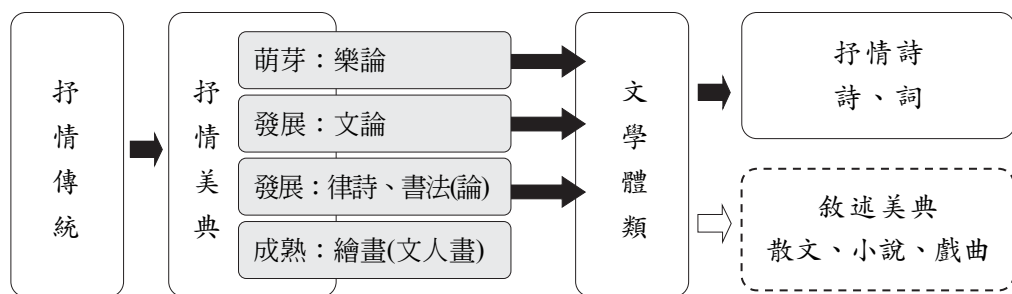 抒情傳統
抒情美典
萌芽：樂論
發展：文論
發展：律詩、書法(論)
成熟：繪畫(文人畫)
文學體類
抒情詩
詩、詞
敘述美典
散文、小說、戲曲